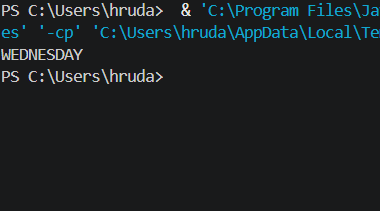 PS C:\Users\hruda>  & 'C:\Program Files\Ja
es' '-cp' 'C:\Users\hruda\AppData\Local\Te
WEDNESDAY
PS C:\Users\hruda>